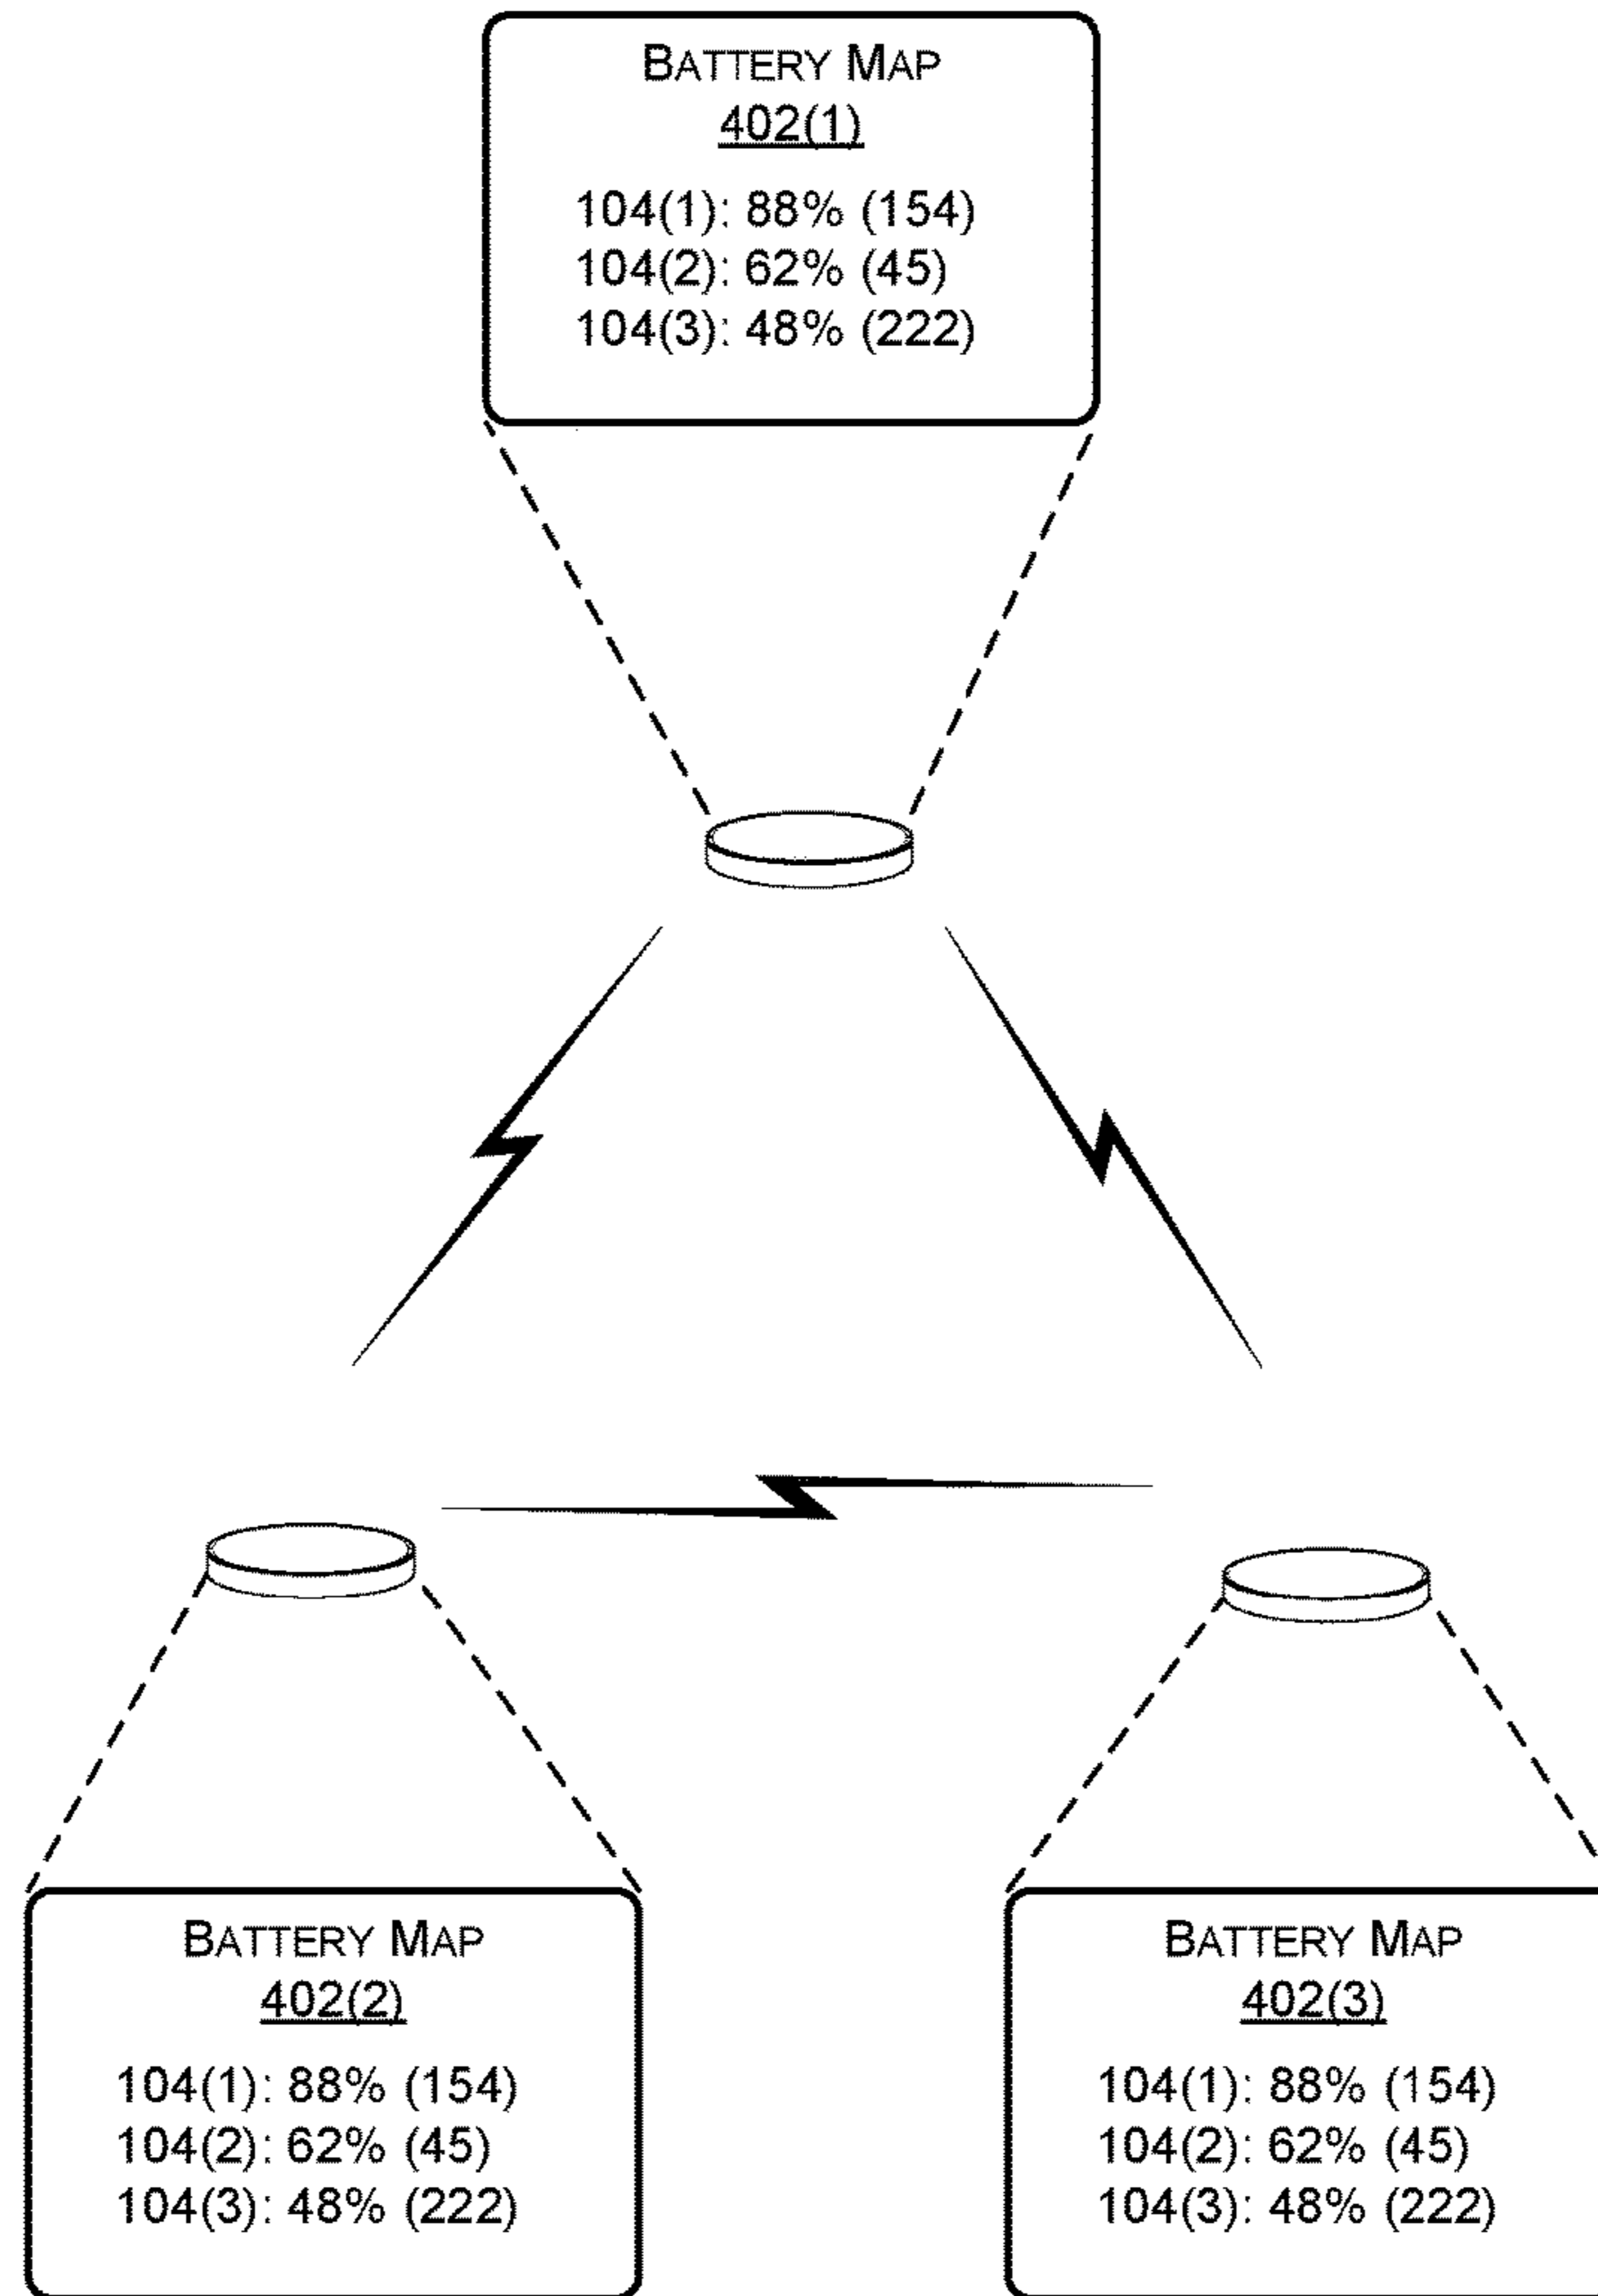 BATTERY MAP
402(1)
104(1): 88% (154)
104(2): 62% (45)
104(3): 48% (222)
BATTERY MAP
402(2)
104(1): 88% (154)
104(2): 62% (45)
104(3): 48% (222)
BATTERY MAP
402(3)
104(1): 88% (154)
104(2): 62% (45)
104(3): 48% (222)